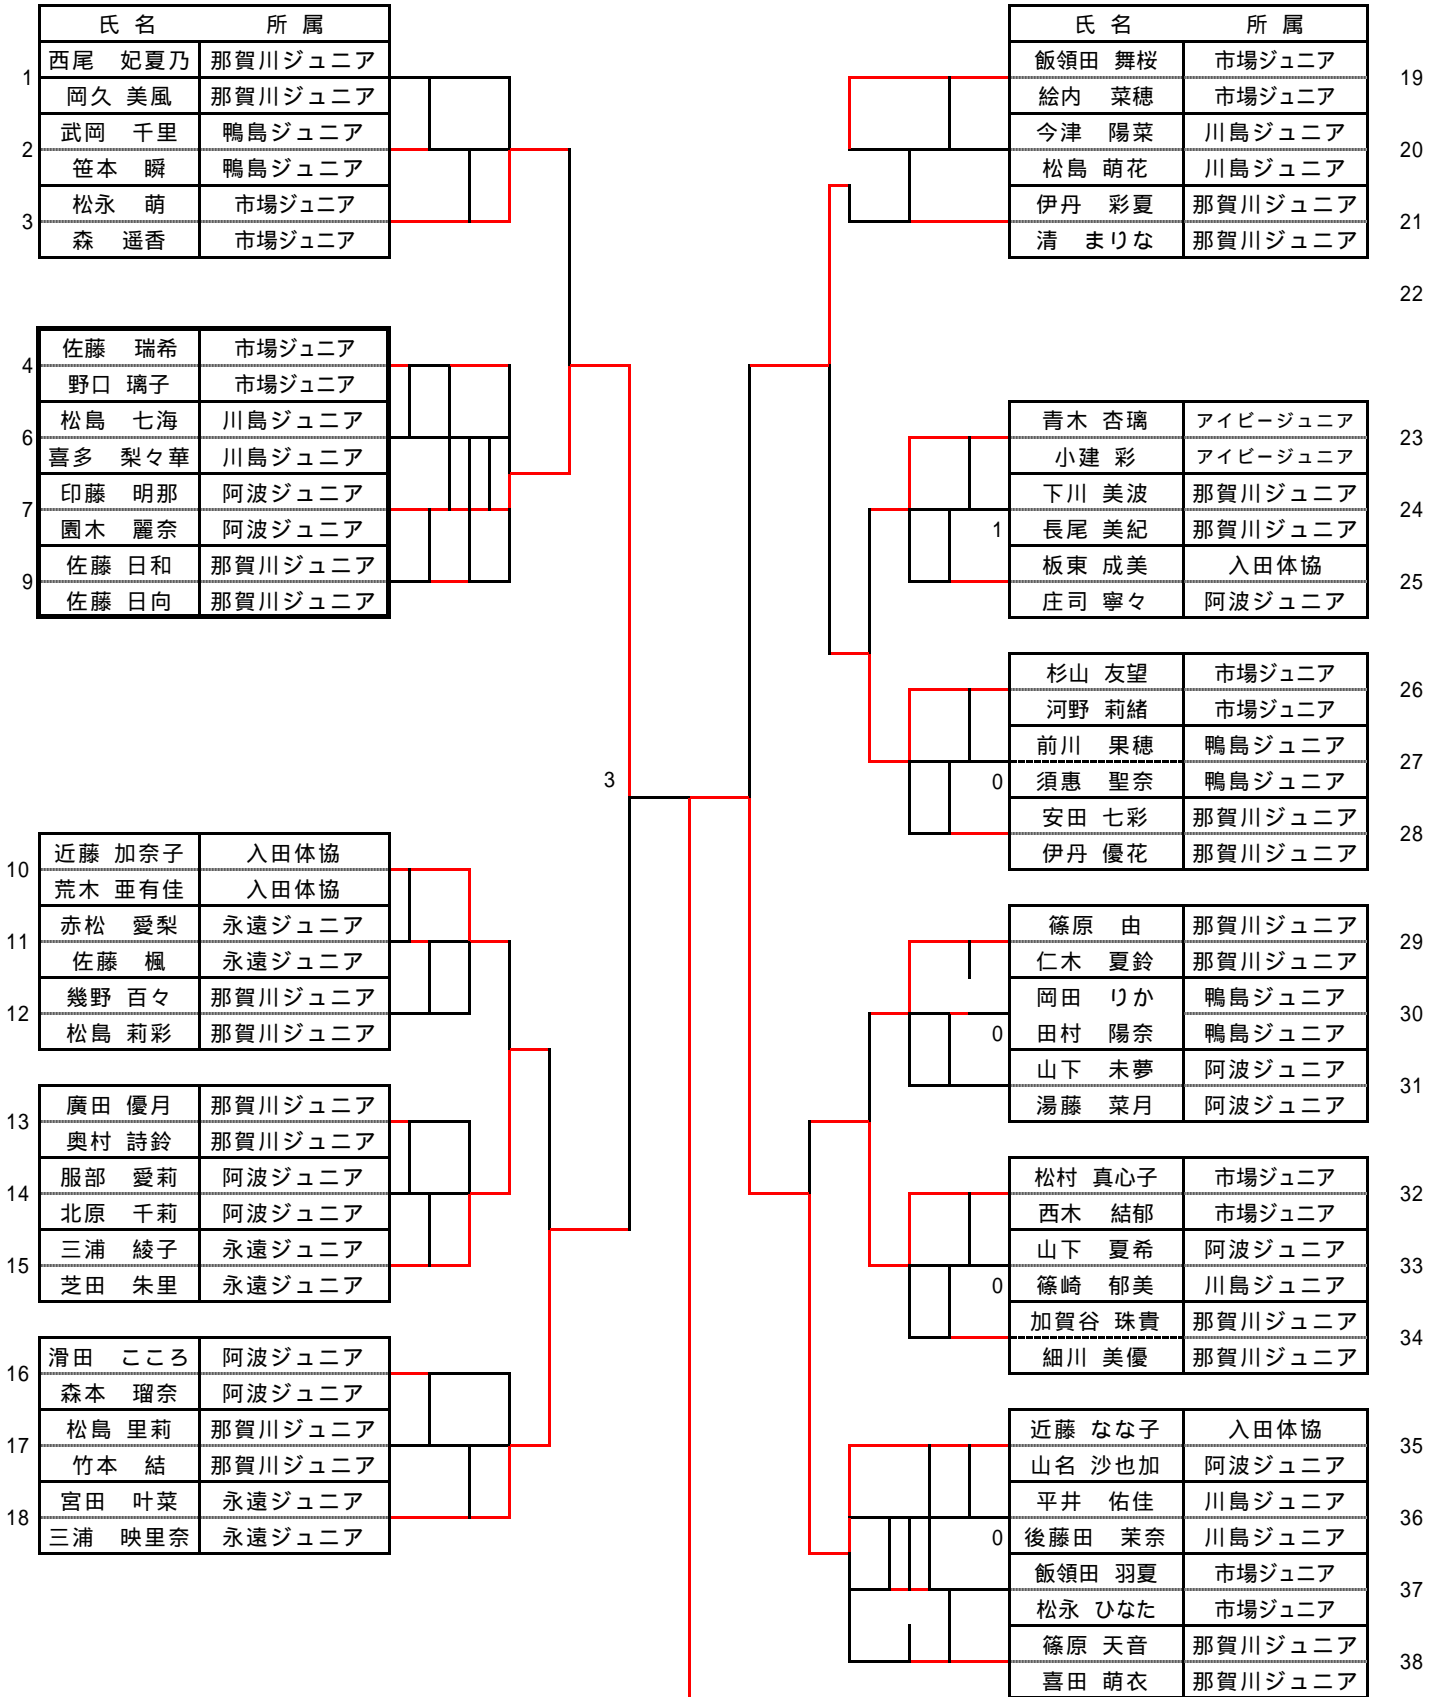 氏 名 所 属
1
西尾 妃夏乃 那賀川ジュニア
岡久 美風 那賀川ジュニア
2
武岡 千里 鴨島ジュニア
笹本 瞬 鴨島ジュニア
3
松永 萌 市場ジュニア
森 遥香 市場ジュニア
4
佐藤 瑞希 市場ジュニア
野口 璃子 市場ジュニア
6
松島 七海 川島ジュニア
喜多 梨々華 川島ジュニア
7
印藤 明那 阿波ジュニア
園木 麗奈 阿波ジュニア
9
佐藤 日和 那賀川ジュニア
佐藤 日向 那賀川ジュニア
3
10
近藤 加奈子 入田体協
荒木 亜有佳 入田体協
11
赤松 愛梨 永遠ジュニア
佐藤 楓 永遠ジュニア
12
幾野 百々 那賀川ジュニア
松島 莉彩 那賀川ジュニア
13
廣田 優月 那賀川ジュニア
奥村 詩鈴 那賀川ジュニア
14
服部 愛莉 阿波ジュニア
北原 千莉 阿波ジュニア
15
三浦 綾子 永遠ジュニア
芝田 朱里 永遠ジュニア
16
滑田 こころ 阿波ジュニア
森本 瑠奈 阿波ジュニア
17
松島 里莉 那賀川ジュニア
竹本 結 那賀川ジュニア
18
宮田 叶菜 永遠ジュニア
三浦 映里奈 永遠ジュニア
氏 名 所 属
飯領田 舞桜 市場ジュニア
19
絵内 菜穂 市場ジュニア
今津 陽菜 川島ジュニア
20
松島 萌花 川島ジュニア
伊丹 彩夏 那賀川ジュニア
21
清 まりな 那賀川ジュニア
22
青木 杏璃 アイビージュニア
23
小建 彩 アイビージュニア
下川 美波 那賀川ジュニア
24
1 長尾 美紀 那賀川ジュニア
板東 成美 入田体協
25
庄司 寧々 阿波ジュニア
杉山 友望 市場ジュニア
26
河野 莉緒 市場ジュニア
前川 果穂 鴨島ジュニア
27
0 須惠 聖奈 鴨島ジュニア
安田 七彩 那賀川ジュニア
28
伊丹 優花 那賀川ジュニア
篠原 由 那賀川ジュニア
29
仁木 夏鈴 那賀川ジュニア
岡田 りか 鴨島ジュニア
30
0 田村 陽奈 鴨島ジュニア
山下 未夢 阿波ジュニア
31
湯藤 菜月 阿波ジュニア
松村 真心子 市場ジュニア
32
西木 結郁 市場ジュニア
山下 夏希 阿波ジュニア
33
0 篠崎 郁美 川島ジュニア
加賀谷 珠貴 那賀川ジュニア
34
細川 美優 那賀川ジュニア
近藤 なな子 入田体協
35
山名 沙也加 阿波ジュニア
平井 佑佳 川島ジュニア
36
0 後藤田 茉奈 川島ジュニア
飯領田 羽夏 市場ジュニア
37
松永 ひなた 市場ジュニア
篠原 天音 那賀川ジュニア
38
喜田 萌衣 那賀川ジュニア